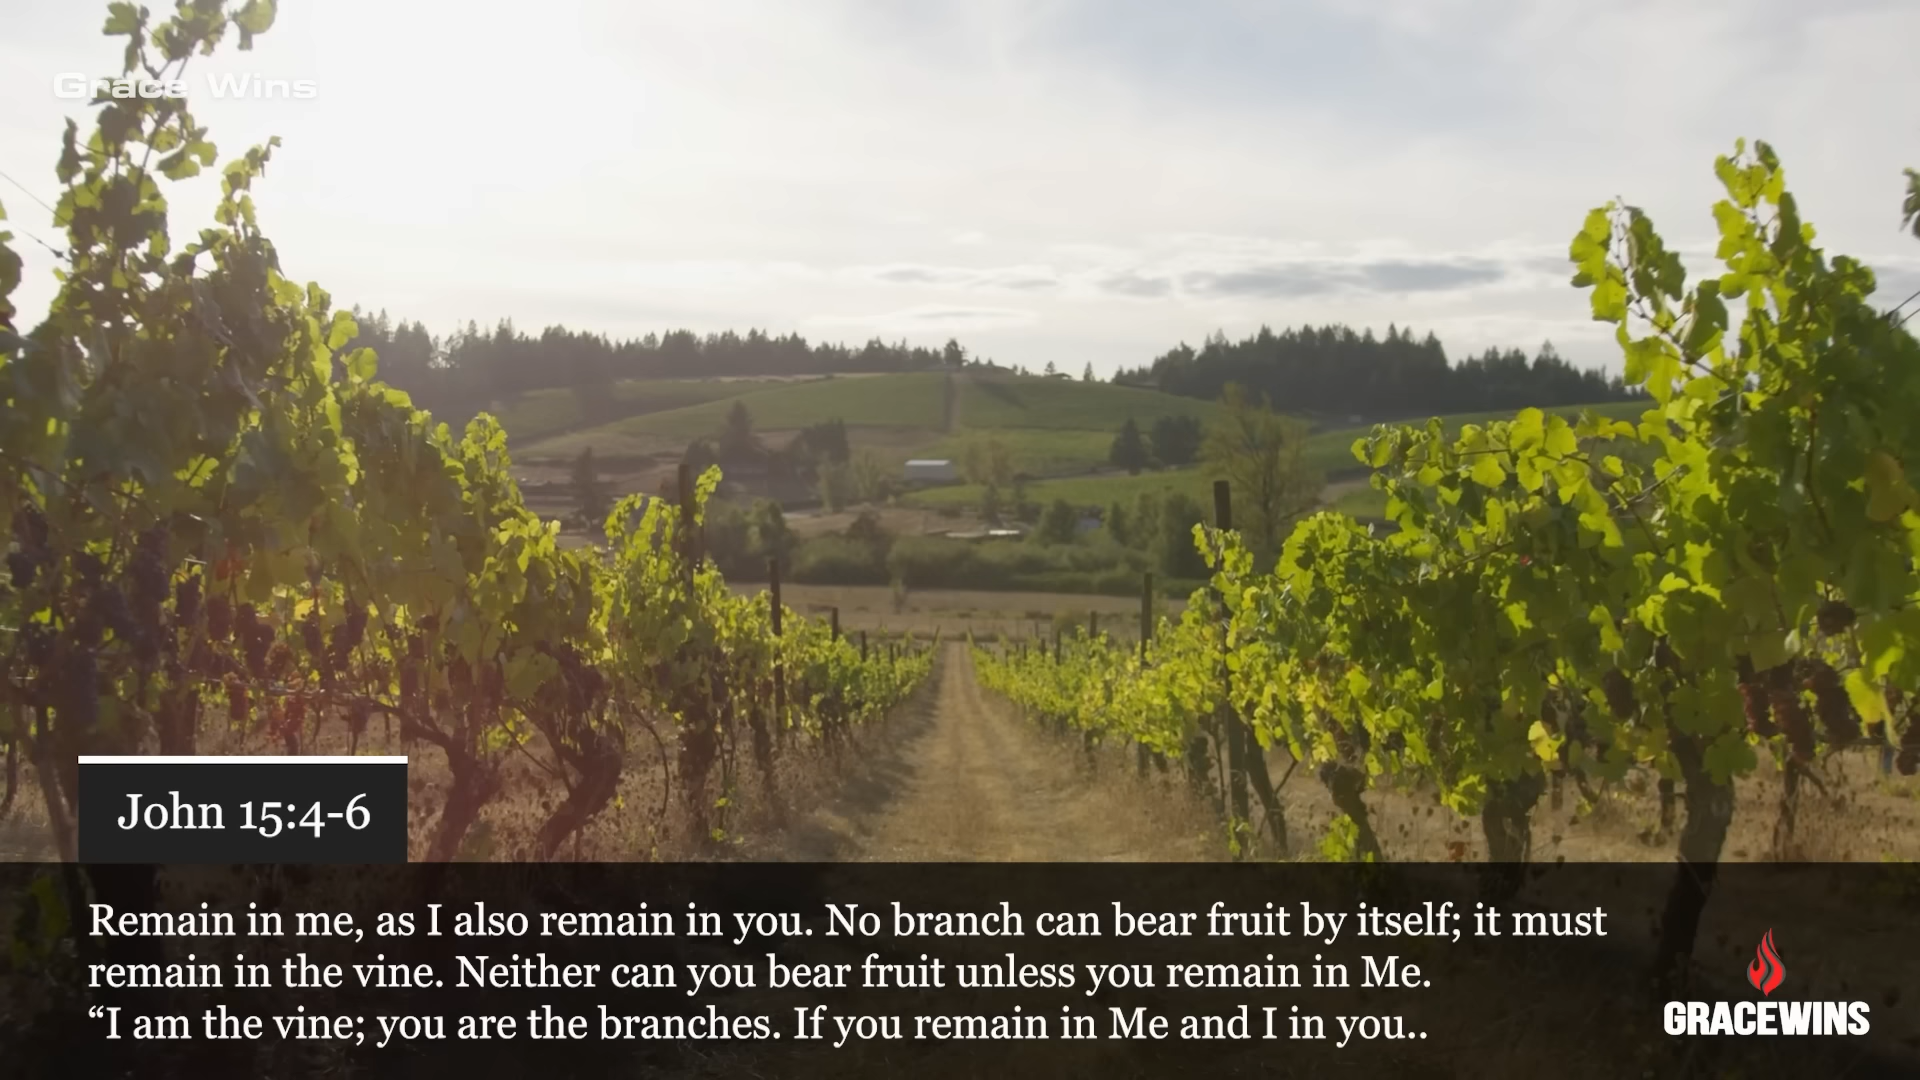 Grace Wins
John 15:4-6
Remain in me, as I also remain in you. No branch can bear fruit by itself; it must
remain in the vine. Neither can you bear fruit unless you remain in Me.
“I am the vine; you are the branches. If you remain in Me and I in you..
GRACEWINS